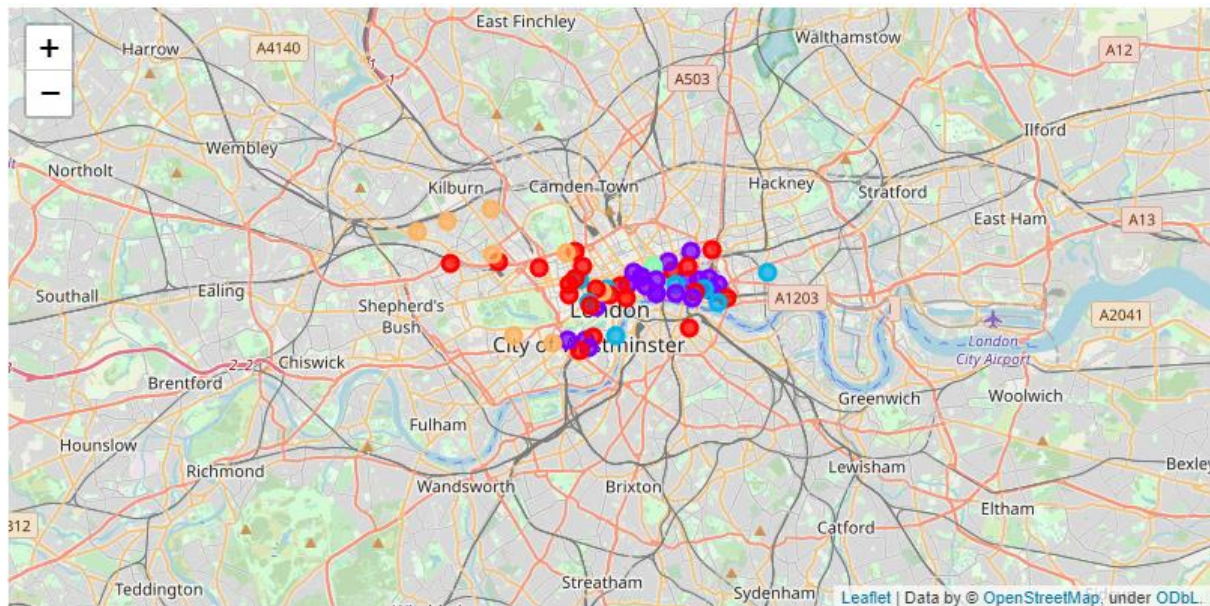 East Finchley
Walthamstow
+
Harrow
A4140
A12
A503
−
Ilford
Wembley
Northolt
Kilburn
Camden Town
Hackney
Stratford
East Ham
A13
Southall
Ealing
Shepherd's
Bush
A1203
London
A2041
London
City Airport
City of Westminster
Chiswick
Brentford
Greenwich
Woolwich
Fulham
Hounslow
Richmond
Lewisham
Bexley
Wandsworth
Brixton
Eltham
312
Catford
Streatham
Teddington
Sydenham
Leaflet | Data by © OpenStreetMap, under ODbL.